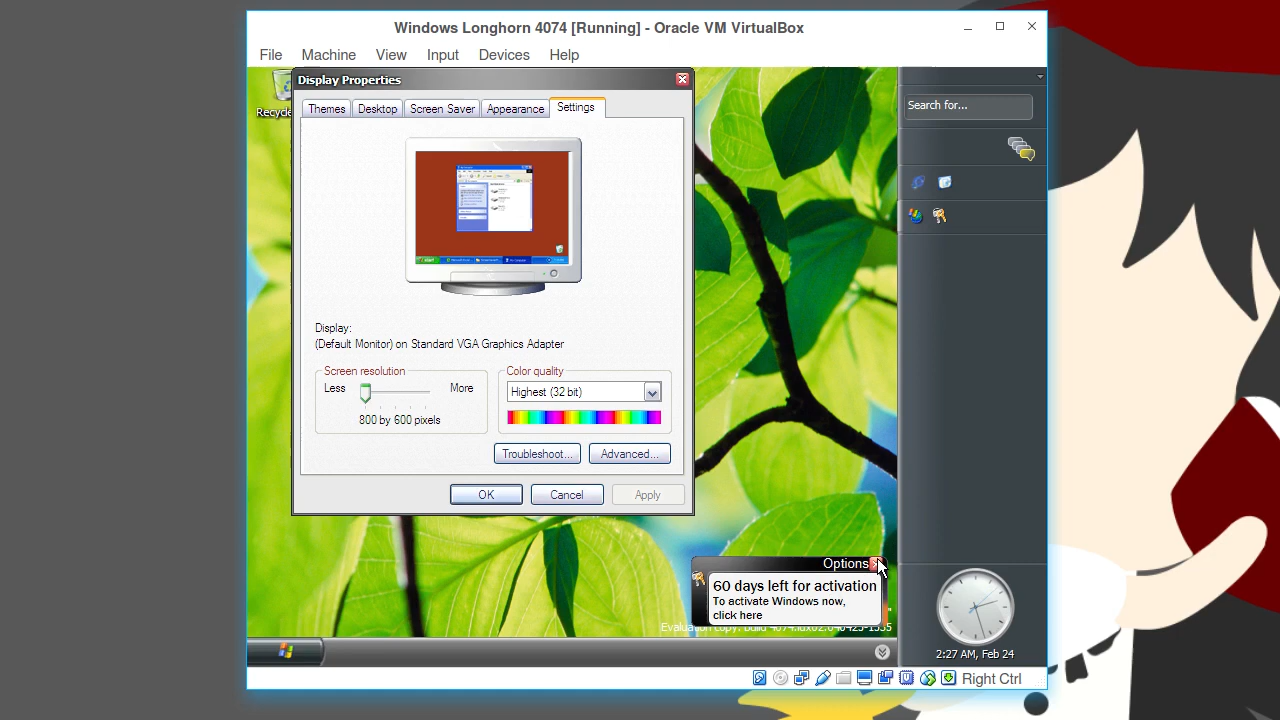 Windows Longhorn 4074 [Running] - Oracle VM VirtualBox
File Machine View Input Devices Help
Display Properties
Themes Desktop Screen Saver Appearance Settings
Search for...
Display:
(Default Monitor) on Standard VGA Graphics Adapter
Screen resolution
Less More
800 by 600 pixels
Color quality
Highest (32 bit)
Troubleshoot... Advanced...
OK Cancel Apply
Options
60 days left for activation
To activate Windows now,
click here
Evaluation copy.
2:27 AM, Feb 24
Right Ctrl